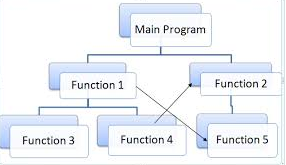 Main Program
Function 1
Function 2
Function 3
Function 4
Function 5